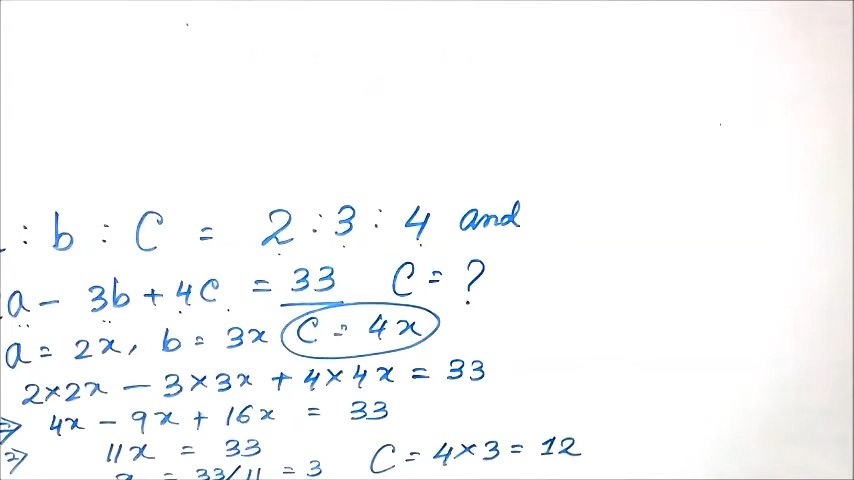 : b : C = 2 : 3 : 4 and
a - 3b + 4C = 33 C = ?
a = 2x, b = 3x C = 4x
2×2x - 3×3x + 4×4x = 33
⇒ 4x - 9x + 16x = 33
⇒ 11x = 33 C = 4×3 = 12
x = 33/11 = 3